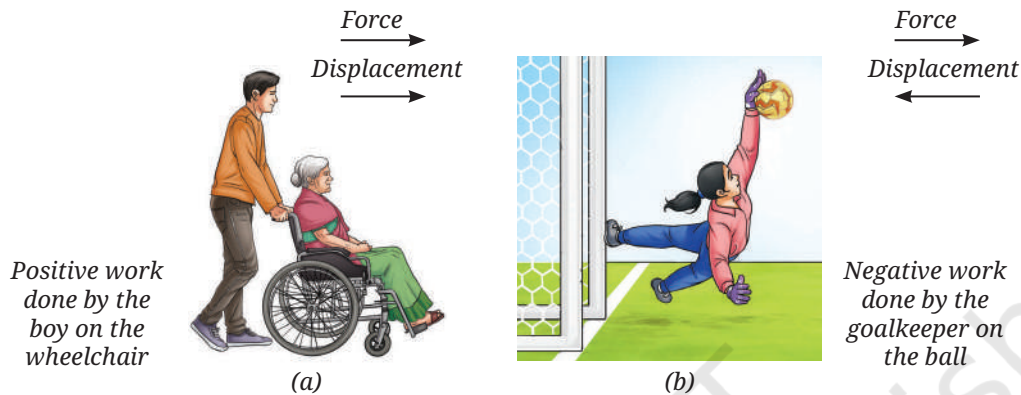 Force
Displacement
Positive work
done by the
boy on the
wheelchair
(a)
Force
Displacement
Negative work
done by the
goalkeeper on
the ball
(b)